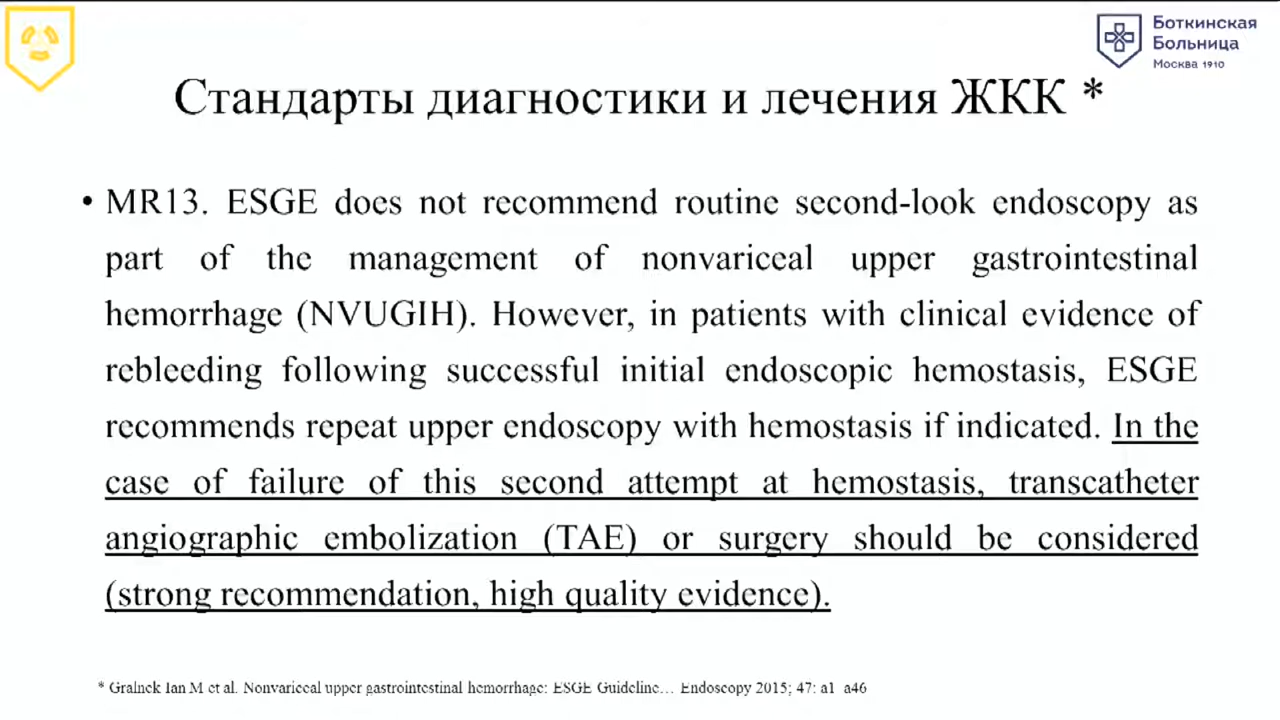 Боткинская
Больница
Москва 1910
Стандарты диагностики и лечения ЖКК *
• MR13. ESGE does not recommend routine second-look endoscopy as
part of the management of nonvariceal upper gastrointestinal
hemorrhage (NVUGIH). However, in patients with clinical evidence of
rebleeding following successful initial endoscopic hemostasis, ESGE
recommends repeat upper endoscopy with hemostasis if indicated. In the
case of failure of this second attempt at hemostasis, transcatheter
angiographic embolization (TAE) or surgery should be considered
(strong recommendation, high quality evidence).
* Gralnek Ian M et al. Nonvariceal upper gastrointestinal hemorrhage: ESGE Guideline… Endoscopy 2015; 47: a1–a46